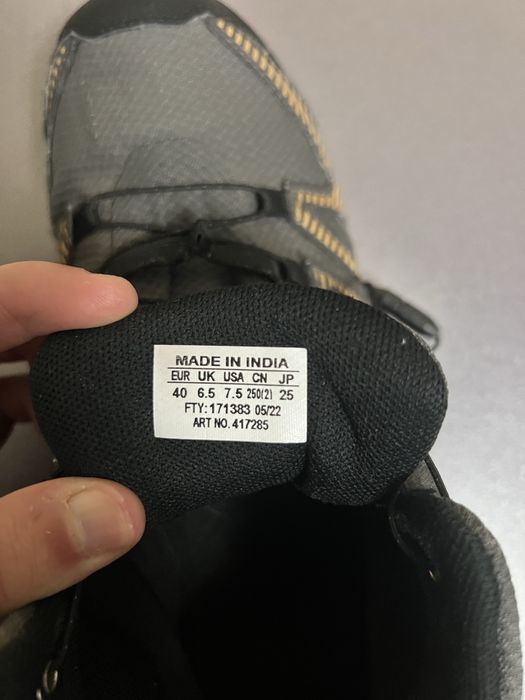 MADE IN INDIA
EUR UK USA CN JP
40 6.5 7.5 250(2) 25
FTY:171383 05/22
ART NO. 417285